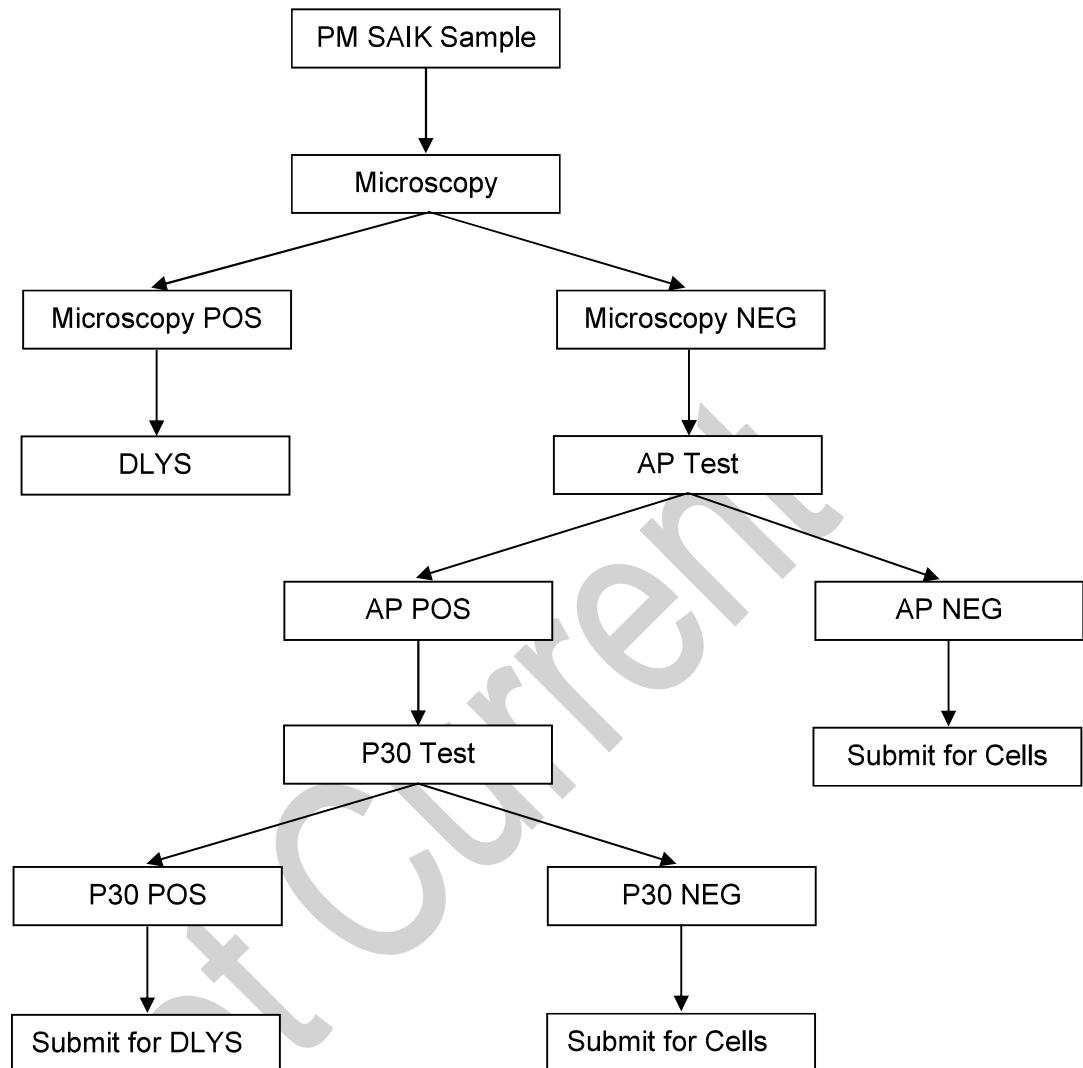 PM SAIK Sample
Microscopy
Microscopy POS
Microscopy NEG
DLYS
AP Test
AP POS
AP NEG
P30 Test
Submit for Cells
P30 POS
P30 NEG
Submit for DLYS
Submit for Cells
Current